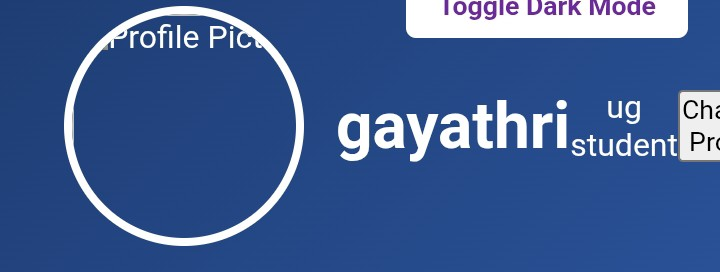 Toggle Dark Mode
Profile Pict
gayathri
ug
student
Cha
Pro